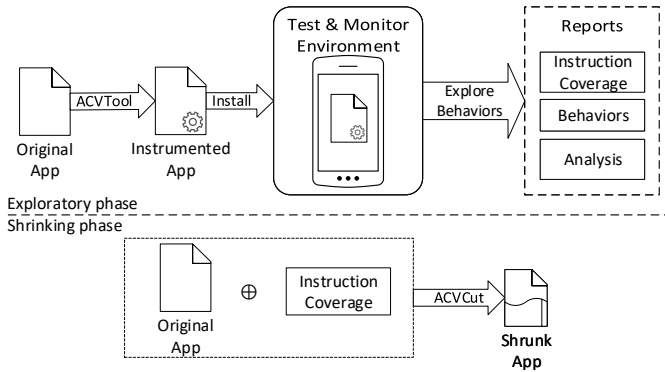 Test & Monitor
Environment
Reports
ACVTool
Install
Explore
Behaviors
Instruction
Coverage
Behaviors
Analysis
Original
App
Instrumented
App
Exploratory phase
Shrinking phase
Original
App
⊕
Instruction
Coverage
ACVCut
Shrunk
App